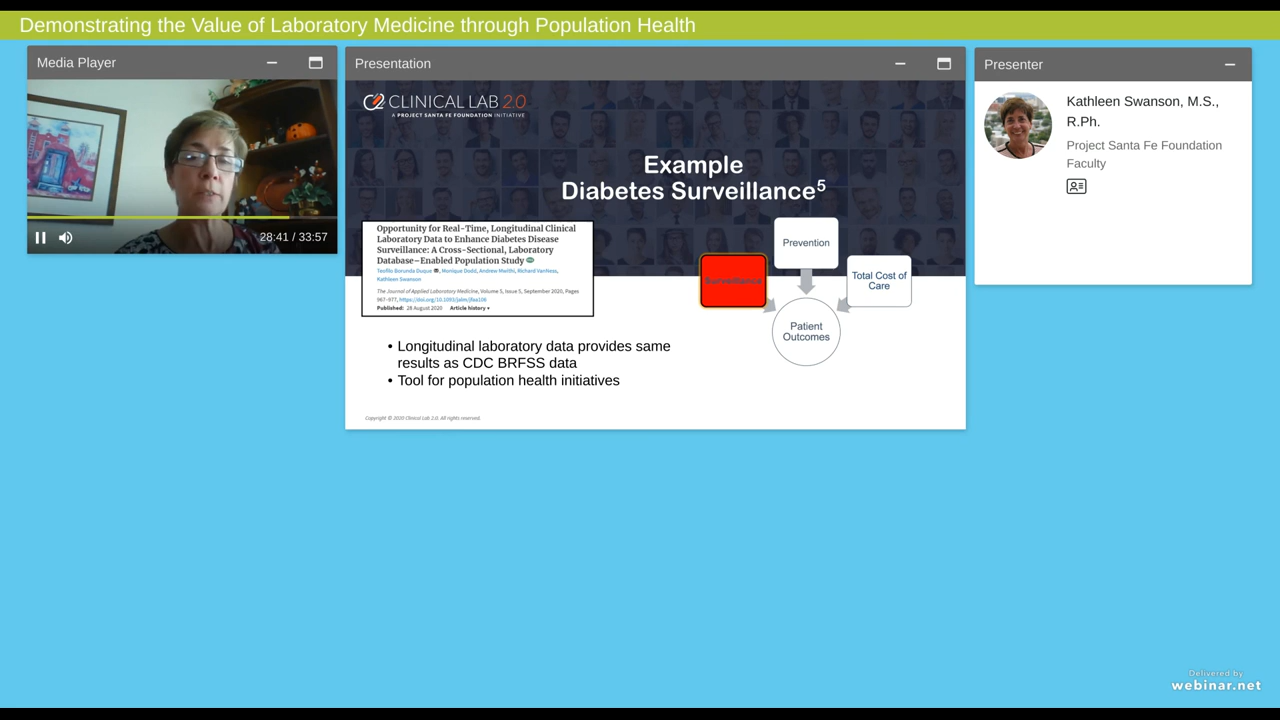 Demonstrating the Value of Laboratory Medicine through Population Health
Media Player
28:41 / 33:57
Presentation
CLINICAL LAB 2.0
A PROJECT SANTA FE FOUNDATION INITIATIVE
Example
Diabetes Surveillance5
Opportunity for Real-Time, Longitudinal Clinical
Laboratory Data to Enhance Diabetes Disease
Surveillance: A Cross-Sectional, Laboratory
Database–Enabled Population Study
Teofilo Borunda Duque, Monique Dodd, Andrew Mwithi, Richard VanNess,
Kathleen Swanson
The Journal of Applied Laboratory Medicine, Volume 5, Issue 5, September 2020, Pages
967–977, https://doi.org/10.1093/jalm/jfaa106
Published: 28 August 2020 Article history
Prevention
Surveillance
Total Cost of
Care
Patient
Outcomes
• Longitudinal laboratory data provides same
results as CDC BRFSS data
• Tool for population health initiatives
Copyright © 2020 Clinical Lab 2.0. All rights reserved.
Presenter
Kathleen Swanson, M.S.,
R.Ph.
Project Santa Fe Foundation
Faculty
Delivered by
webinar.net